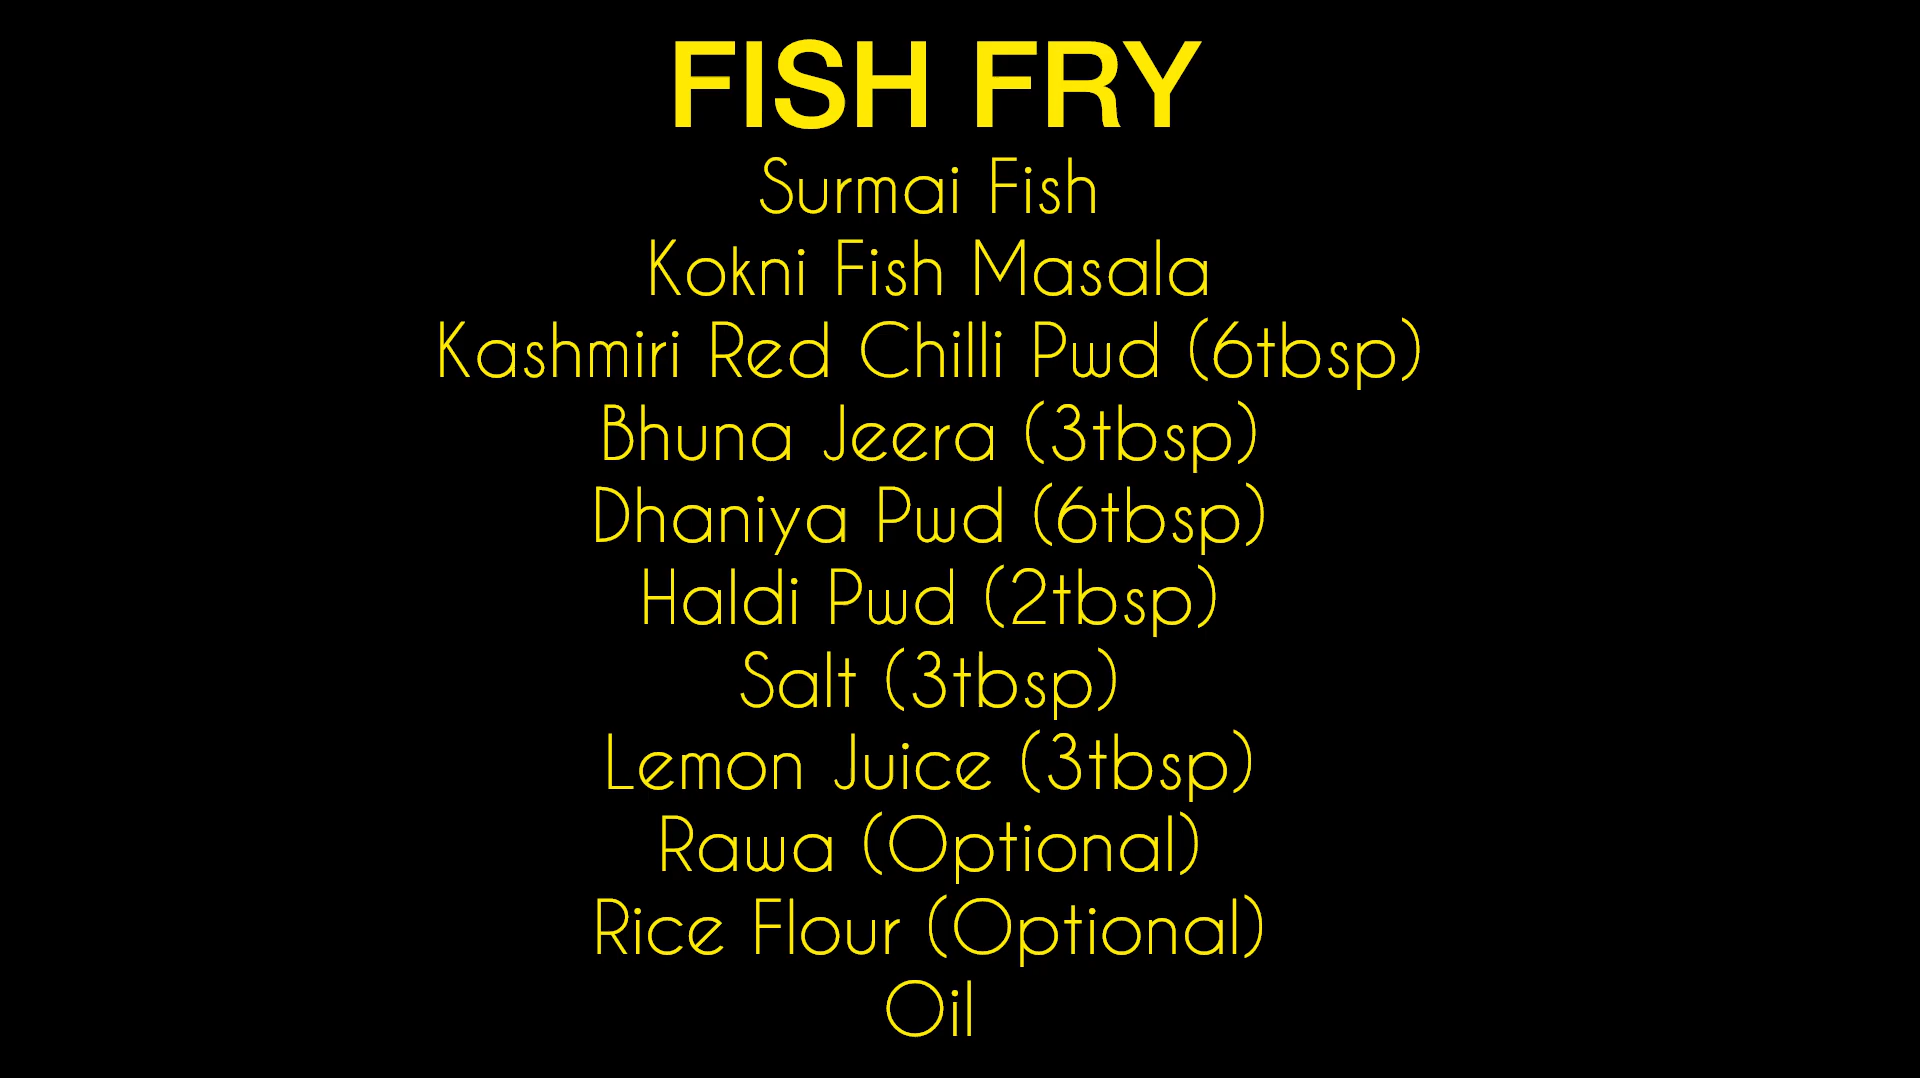 FISH FRY
Surmai Fish
Kokni Fish Masala
Kashmiri Red Chilli Pwd (6tbsp)
Bhuna Jeera (3tbsp)
Dhaniya Pwd (6tbsp)
Haldi Pwd (2tbsp)
Salt (3tbsp)
Lemon Juice (3tbsp)
Rawa (Optional)
Rice Flour (Optional)
Oil